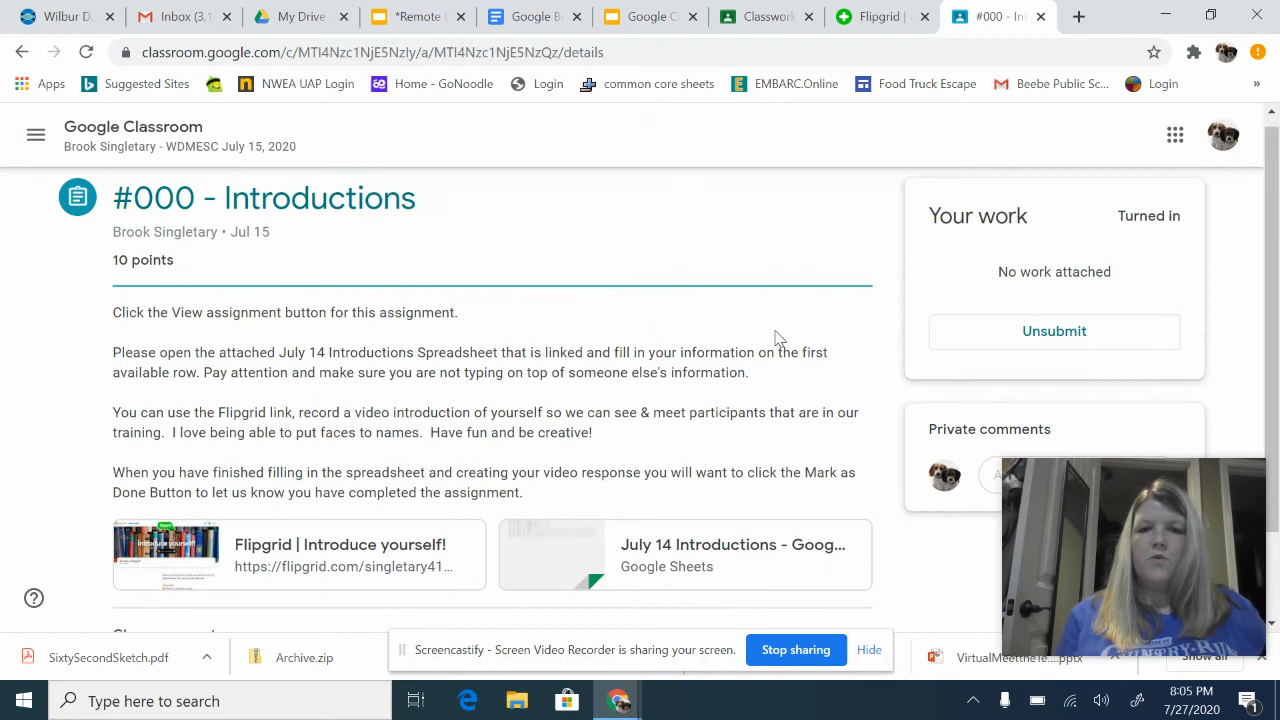 Wilbur D.
Inbox (3,1
My Drive
*Remote L
Google B
Google C
Classwork
Flipgrid |
#000 - Int
classroom.google.com/c/MTI4Nzc1NjE5NzIy/a/MTI4Nzc1NjE5NzQz/details
Apps
Suggested Sites
NWEA UAP Login
Home - GoNoodle
Login
common core sheets
EMBARC.Online
Food Truck Escape
Beebe Public Sc...
Login
»
Google Classroom
Brook Singletary - WDMESC July 15, 2020
#000 - Introductions
Brook Singletary • Jul 15
10 points
Click the View assignment button for this assignment.
Please open the attached July 14 Introductions Spreadsheet that is linked and fill in your information on the first
available row. Pay attention and make sure you are not typing on top of someone else's information.
You can use the Flipgrid link, record a video introduction of yourself so we can see & meet participants that are in our
training. I love being able to put faces to names. Have fun and be creative!
When you have finished filling in the spreadsheet and creating your video response you will want to click the Mark as
Done Button to let us know you have completed the assignment.
Introduce yourself!
Flipgrid | Introduce yourself!
https://flipgrid.com/singletary41...
July 14 Introductions - Goog...
Google Sheets
Your work
Turned in
No work attached
Unsubmit
Private comments
SixtySecondSketch.pdf
Archive.zip
Screencastify - Screen Video Recorder is sharing your screen.
Stop sharing
Hide
VirtualMeettheTe....pptx
Show all
Type here to search
8:05 PM
7/27/2020
1